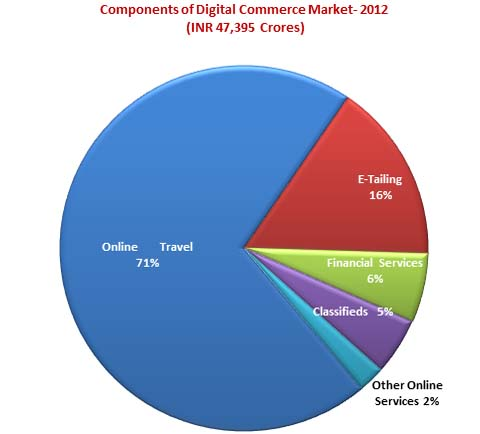 Components of Digital Commerce Market- 2012
(INR 47,395 Crores)
E-Tailing
16%
Online Travel
71%
Financial Services
6%
Classifieds 5%
Other Online
Services 2%